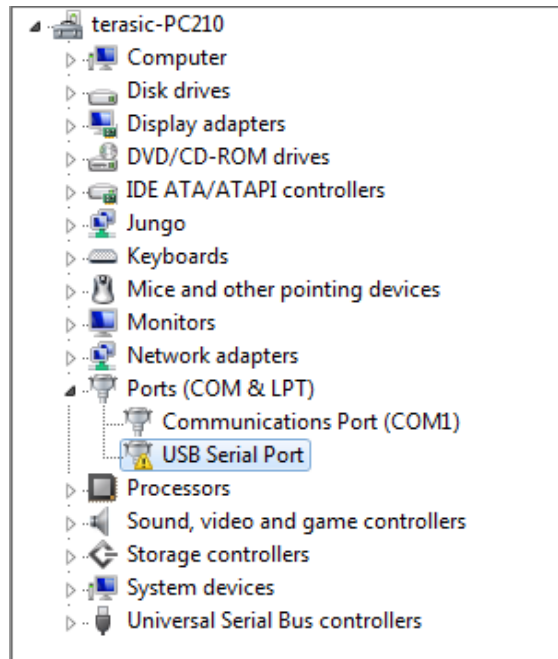 terasic-PC210
Computer
Disk drives
Display adapters
DVD/CD-ROM drives
IDE ATA/ATAPI controllers
Jungo
Keyboards
Mice and other pointing devices
Monitors
Network adapters
Ports (COM & LPT)
Communications Port (COM1)
USB Serial Port
Processors
Sound, video and game controllers
Storage controllers
System devices
Universal Serial Bus controllers